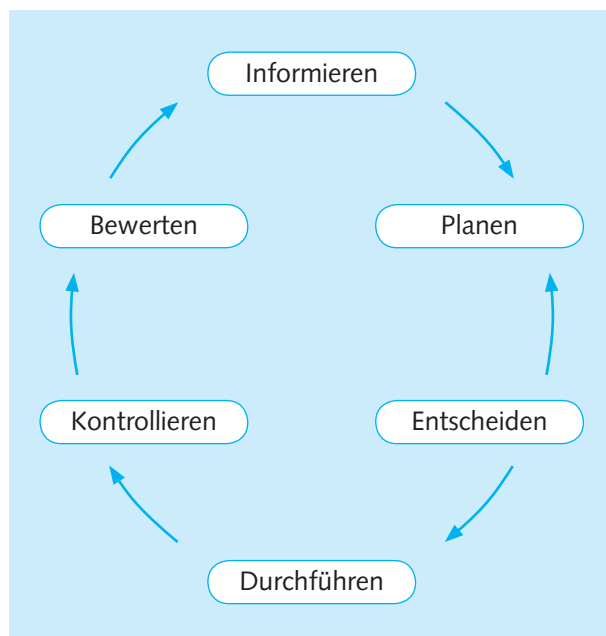 Informieren
Bewerten
Planen
Kontrollieren
Entscheiden
Durchführen